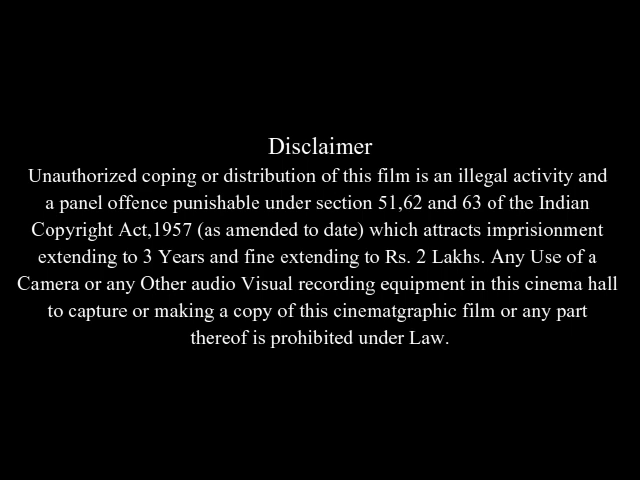 Disclaimer
Unauthorized coping or distribution of this film is an illegal activity and
a panel offence punishable under section 51,62 and 63 of the Indian
Copyright Act,1957 (as amended to date) which attracts imprisionment
extending to 3 Years and fine extending to Rs. 2 Lakhs. Any Use of a
Camera or any Other audio Visual recording equipment in this cinema hall
to capture or making a copy of this cinematgraphic film or any part
thereof is prohibited under Law.